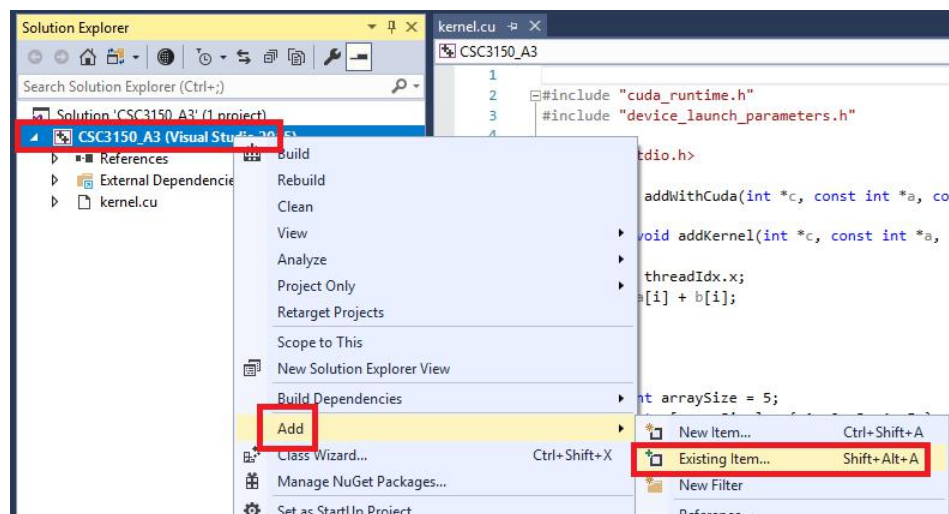 Solution Explorer
Search Solution Explorer (Ctrl+;)
Solution 'CSC3150_A3' (1 project)
CSC3150_A3 (Visual Studio 2015)
References
External Dependencie
kernel.cu
Build
Rebuild
Clean
View
Analyze
Project Only
Retarget Projects
Scope to This
New Solution Explorer View
Build Dependencies
Add
Class Wizard... Ctrl+Shift+X
Manage NuGet Packages...
Set as StartUp Project
New Item... Ctrl+Shift+A
Existing Item... Shift+Alt+A
New Filter
kernel.cu
CSC3150_A3
1
2 #include "cuda_runtime.h"
3 #include "device_launch_parameters.h"
4
tdio.h>
addWithCuda(int *c, const int *a, co
void addKernel(int *c, const int *a,
threadIdx.x;
a[i] + b[i];
nt arraySize = 5;